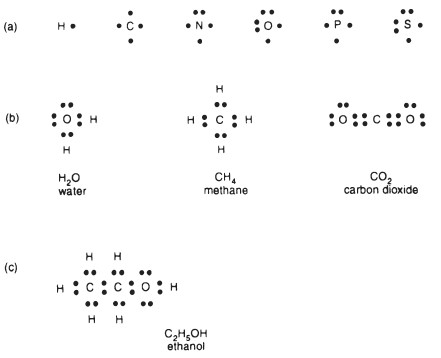 (a) H C N O P S
H
(b) O H H C H O C O
H H
H₂O CH₄ CO₂
water methane carbon dioxide
(c) H H
H C C O H
H H
C₂H₅OH
ethanol